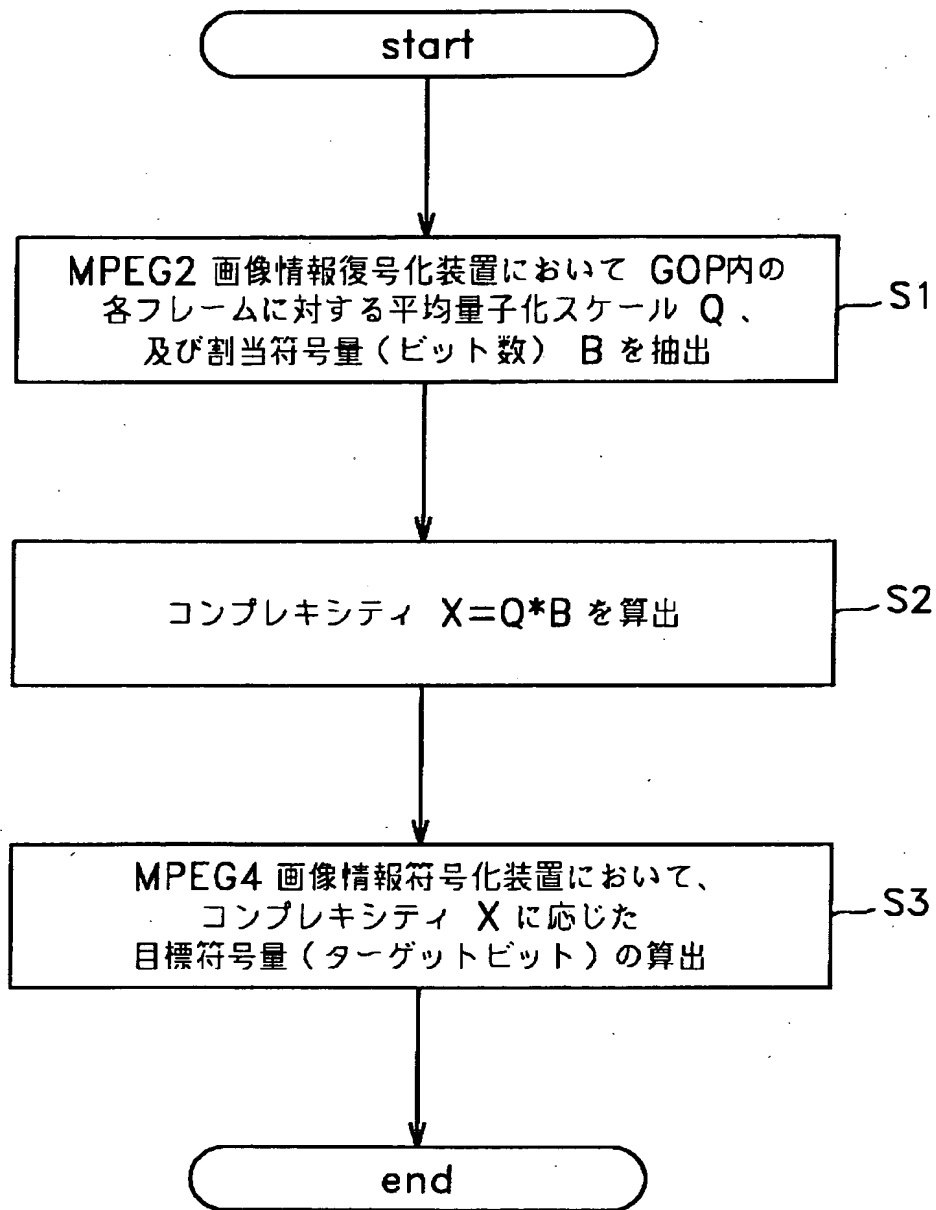 start
MPEG2 画像情報復号化装置において GOP内の
各フレームに対する平均量子化スケール Q 、
及び割当符号量(ビット数) B を抽出
S1
コンプレキシティ X=Q*B を算出
S2
MPEG4 画像情報符号化装置において、
コンプレキシティ X に応じた
目標符号量(ターゲットビット)の算出
S3
end